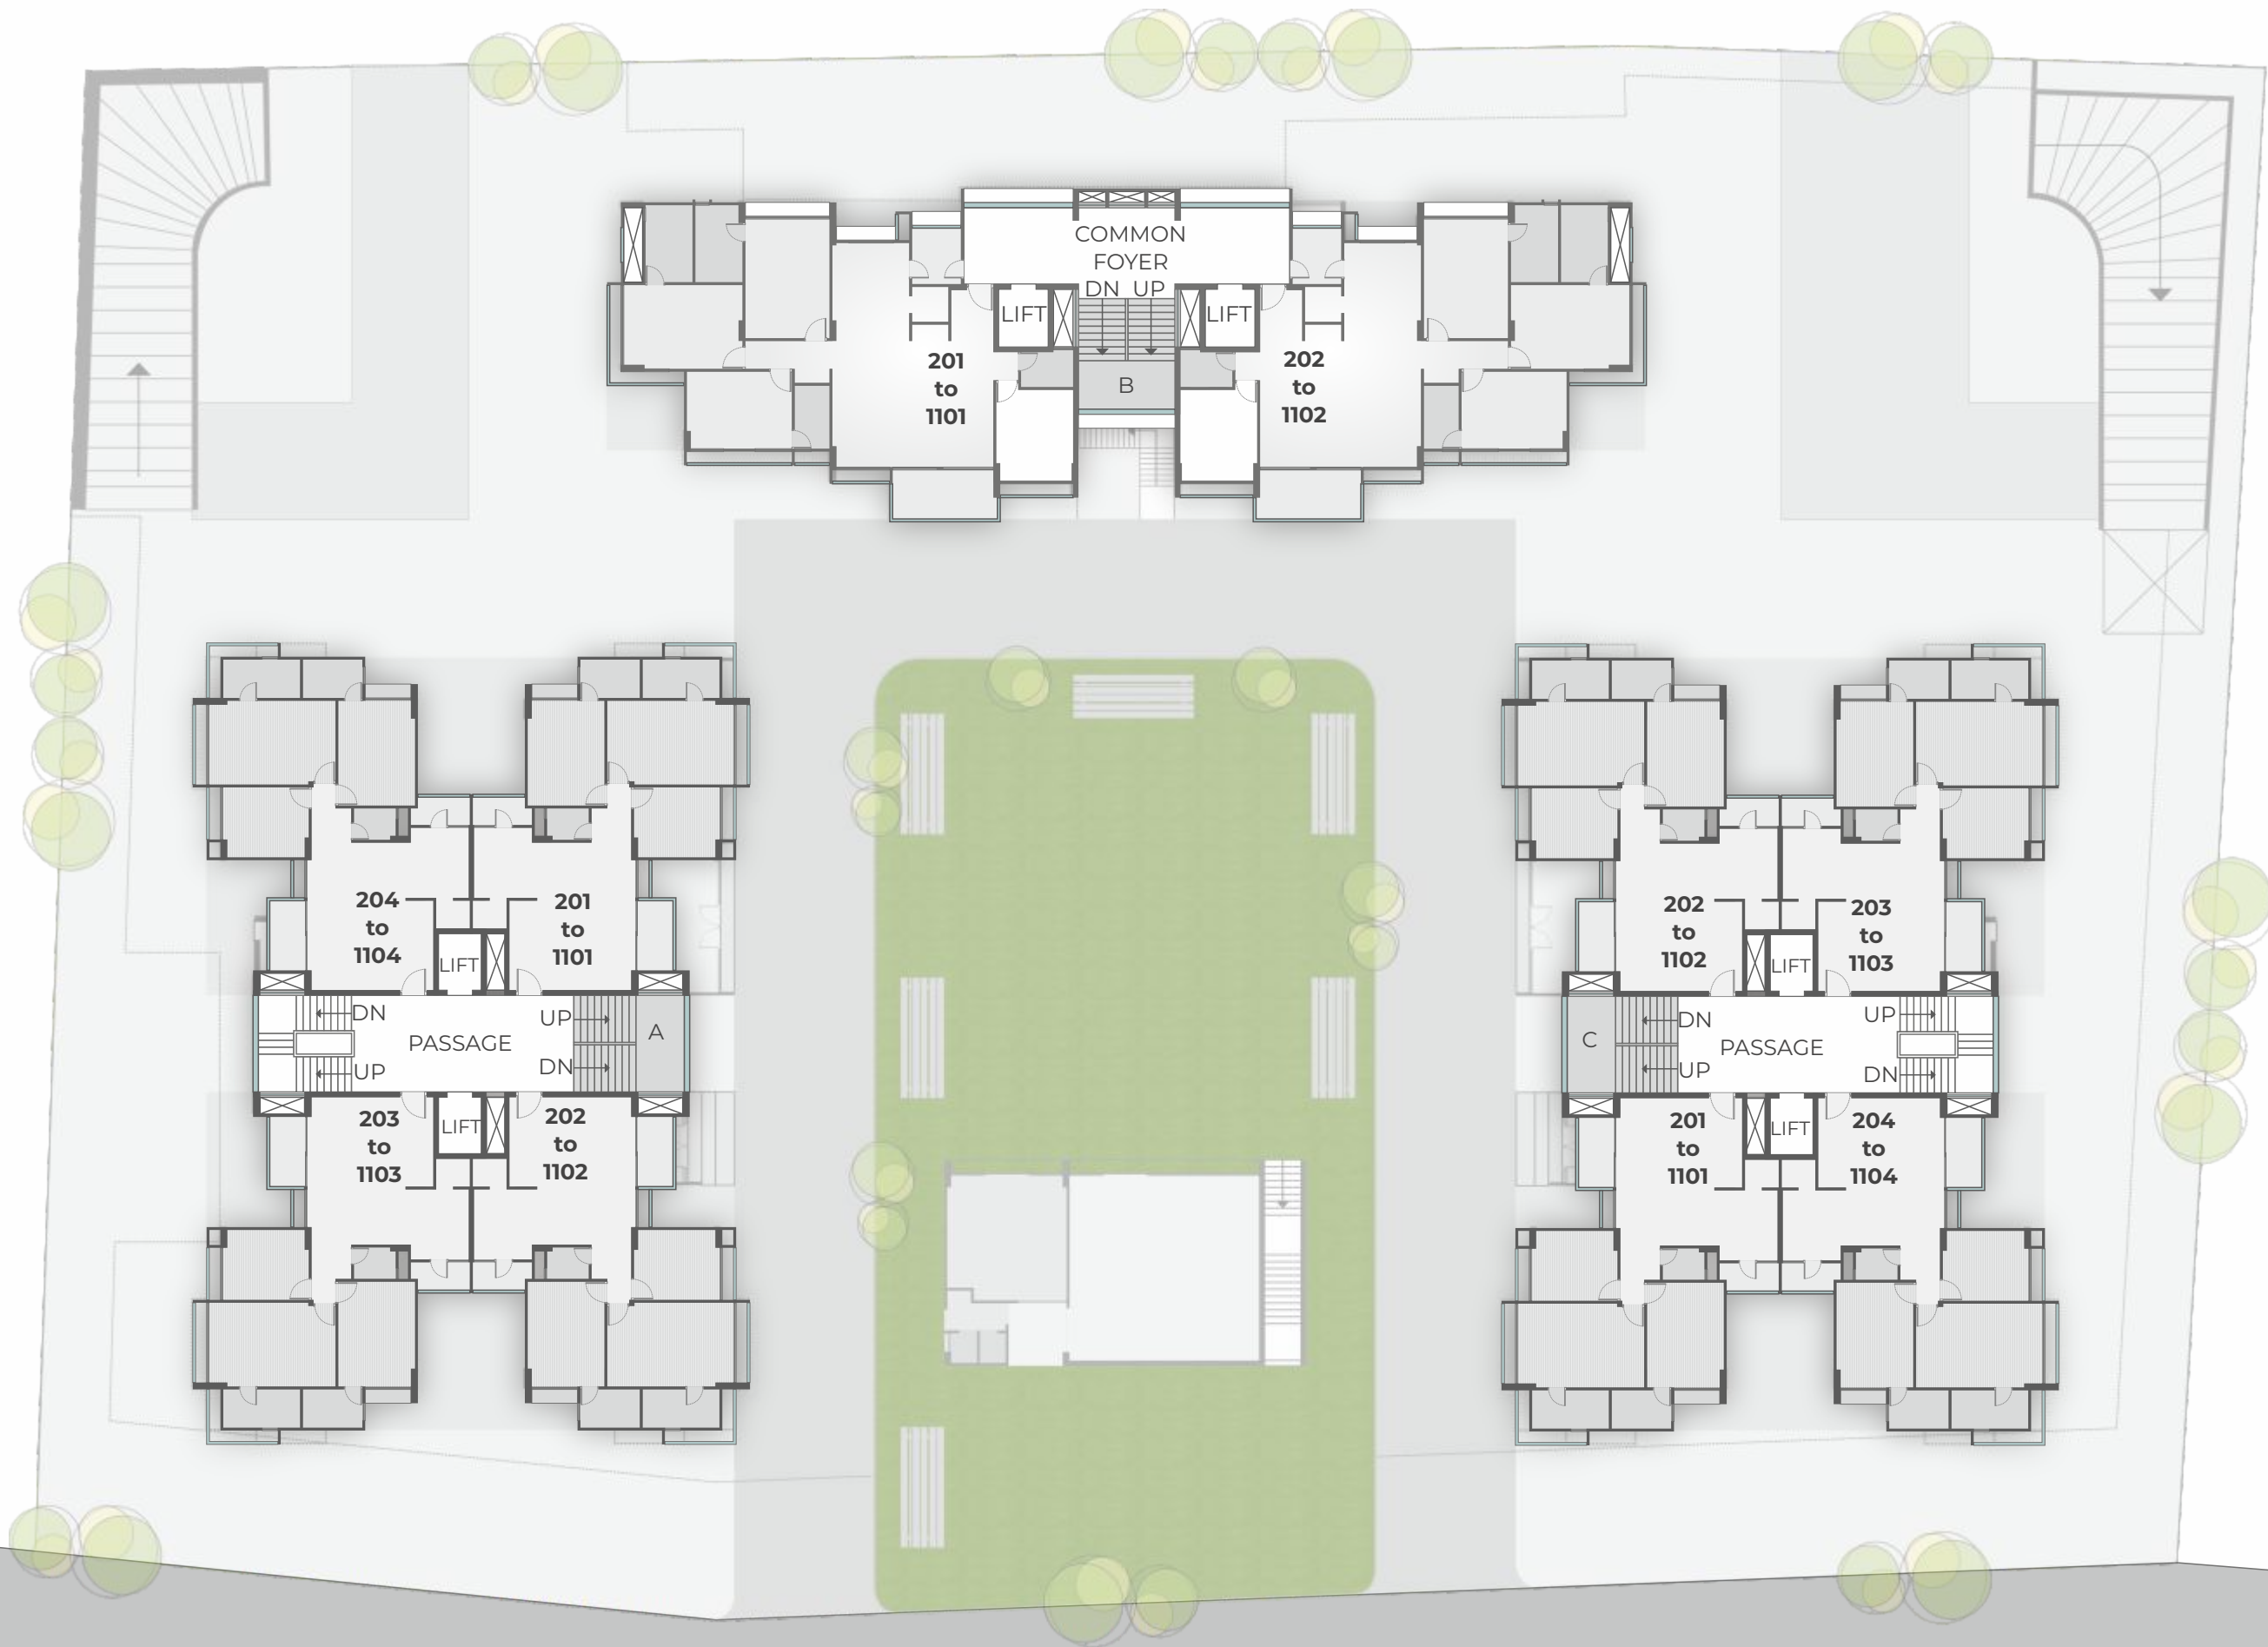 COMMON
FOYER
DN UP
LIFT
LIFT
201
to
1101
202
to
1102
B
204
to
1104
201
to
1101
LIFT
DN
UP
PASSAGE
UP
DN
A
203
to
1103
LIFT
202
to
1102
202
to
1102
203
to
1103
LIFT
C
DN
UP
PASSAGE
UP
DN
201
to
1101
LIFT
204
to
1104